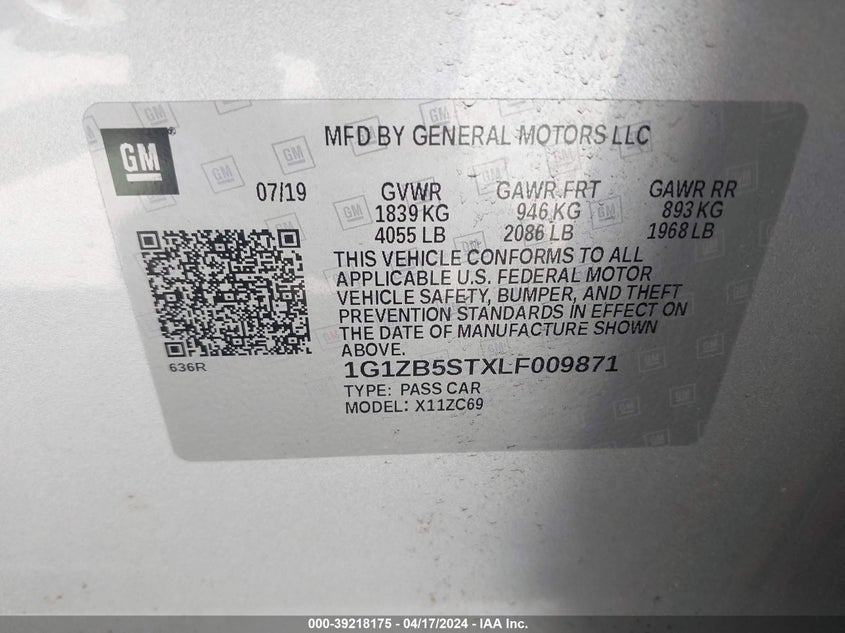 GM
MFD BY GENERAL MOTORS LLC
07/19 GVWR GAWR FRT GAWR RR
1839 KG 946 KG 893 KG
4055 LB 2086 LB 1968 LB
THIS VEHICLE CONFORMS TO ALL
APPLICABLE U.S. FEDERAL MOTOR
VEHICLE SAFETY, BUMPER, AND THEFT
PREVENTION STANDARDS IN EFFECT ON
THE DATE OF MANUFACTURE SHOWN
ABOVE.
636R
1G1ZB5STXLF009871
TYPE: PASS CAR
MODEL: X11ZC69
000-39218175 - 04/17/2024 - IAA Inc.